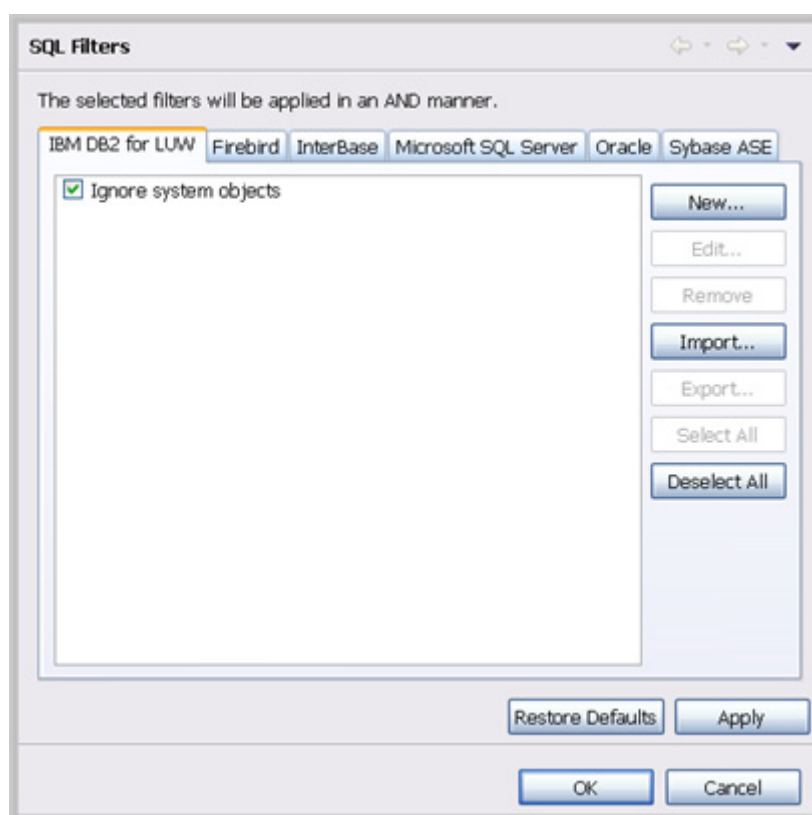 SQL Filters
The selected filters will be applied in an AND manner.
IBM DB2 for LUW Firebird InterBase Microsoft SQL Server Oracle Sybase ASE
Ignore system objects
New...
Edit...
Remove
Import...
Export...
Select All
Deselect All
Restore Defaults Apply
OK Cancel